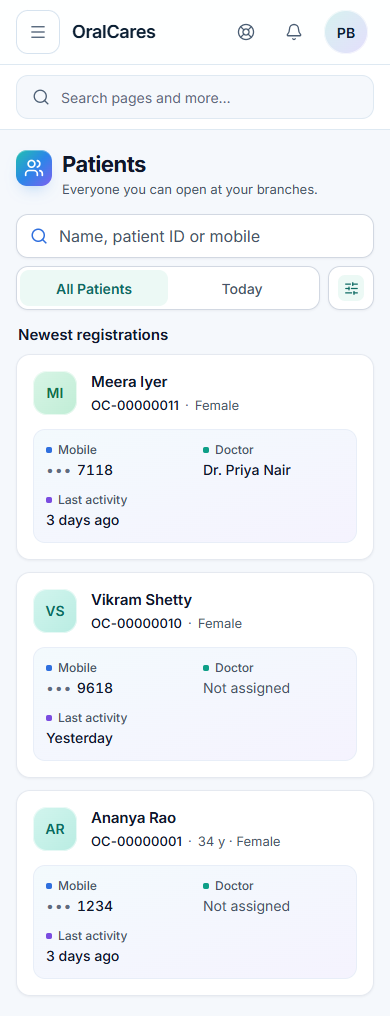 OralCares
PB
Search pages and more...
Patients
Everyone you can open at your branches.
Name, patient ID or mobile
All Patients
Today
Newest registrations
MI
Meera Iyer
OC-00000011 · Female
Mobile
Doctor
••• 7118
Dr. Priya Nair
Last activity
3 days ago
VS
Vikram Shetty
OC-00000010 · Female
Mobile
Doctor
••• 9618
Not assigned
Last activity
Yesterday
AR
Ananya Rao
OC-00000001 · 34 y · Female
Mobile
Doctor
••• 1234
Not assigned
Last activity
3 days ago